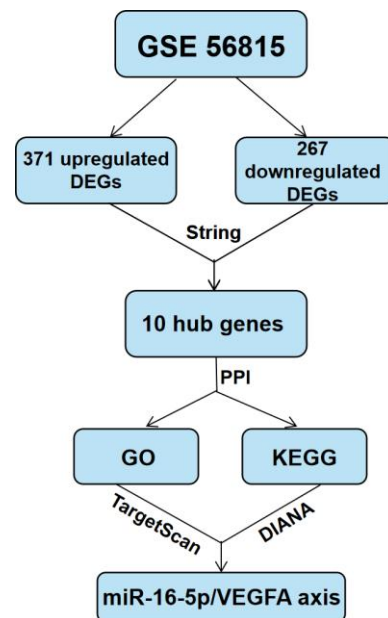 GSE 56815
371 upregulated
DEGs
267
downregulated
DEGs
String
10 hub genes
PPI
GO
KEGG
TargetScan
DIANA
miR-16-5p/VEGFA axis